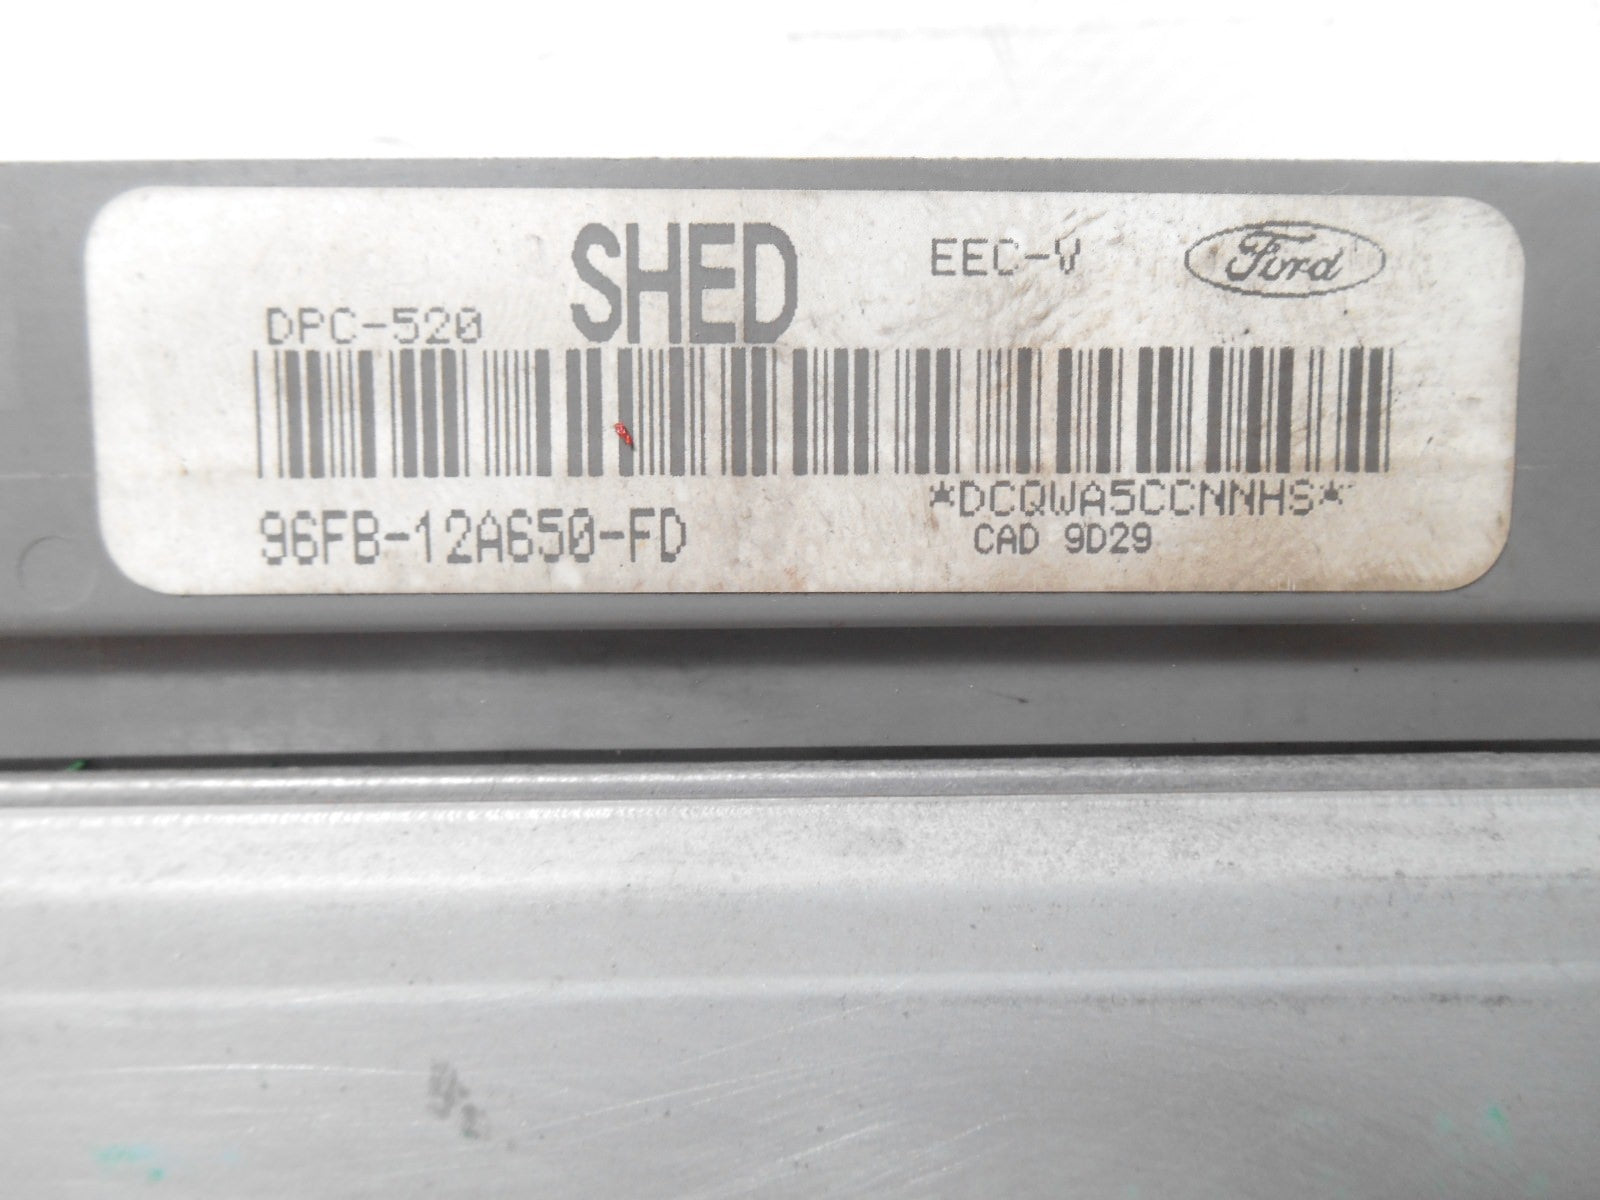 SHED
EEC-V
Ford
DPC-520
*DCQWA5CCNNHS*
96FB-12A650-FD
CAD 9D29